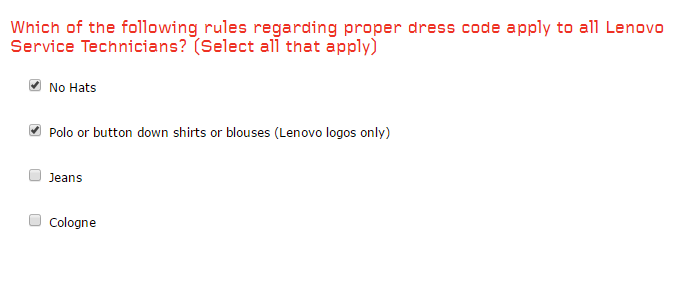 Which of the following rules regarding proper dress code apply to all Lenovo
Service Technicians? (Select all that apply)
No Hats
Polo or button down shirts or blouses (Lenovo logos only)
Jeans
Cologne